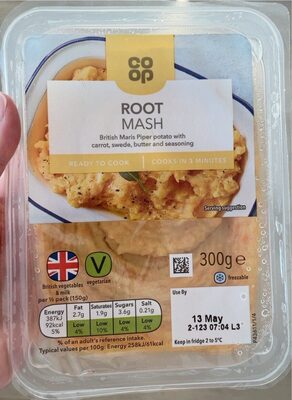 CO
OP
ROOT
MASH
British Maris Piper potato with
carrot, swede, butter and seasoning
READY TO COOK
COOKS IN 3 MINUTES
Serving suggestion
300g e
freezable
British vegetables
& milk
V
vegetarian
per ½ pack (150g)
Energy Fat Saturates Sugars Salt
387kJ 2.7g 1.9g 3.6g 0.21g
92kcal
5% Low Low Low Low
4% 10% 4% 4%
% of an adult's reference intake.
Typical values per 100g: Energy 258kJ/61kcal
Use By
13 May
2-123 07:04 L3
Keep in fridge 2 to 5°C